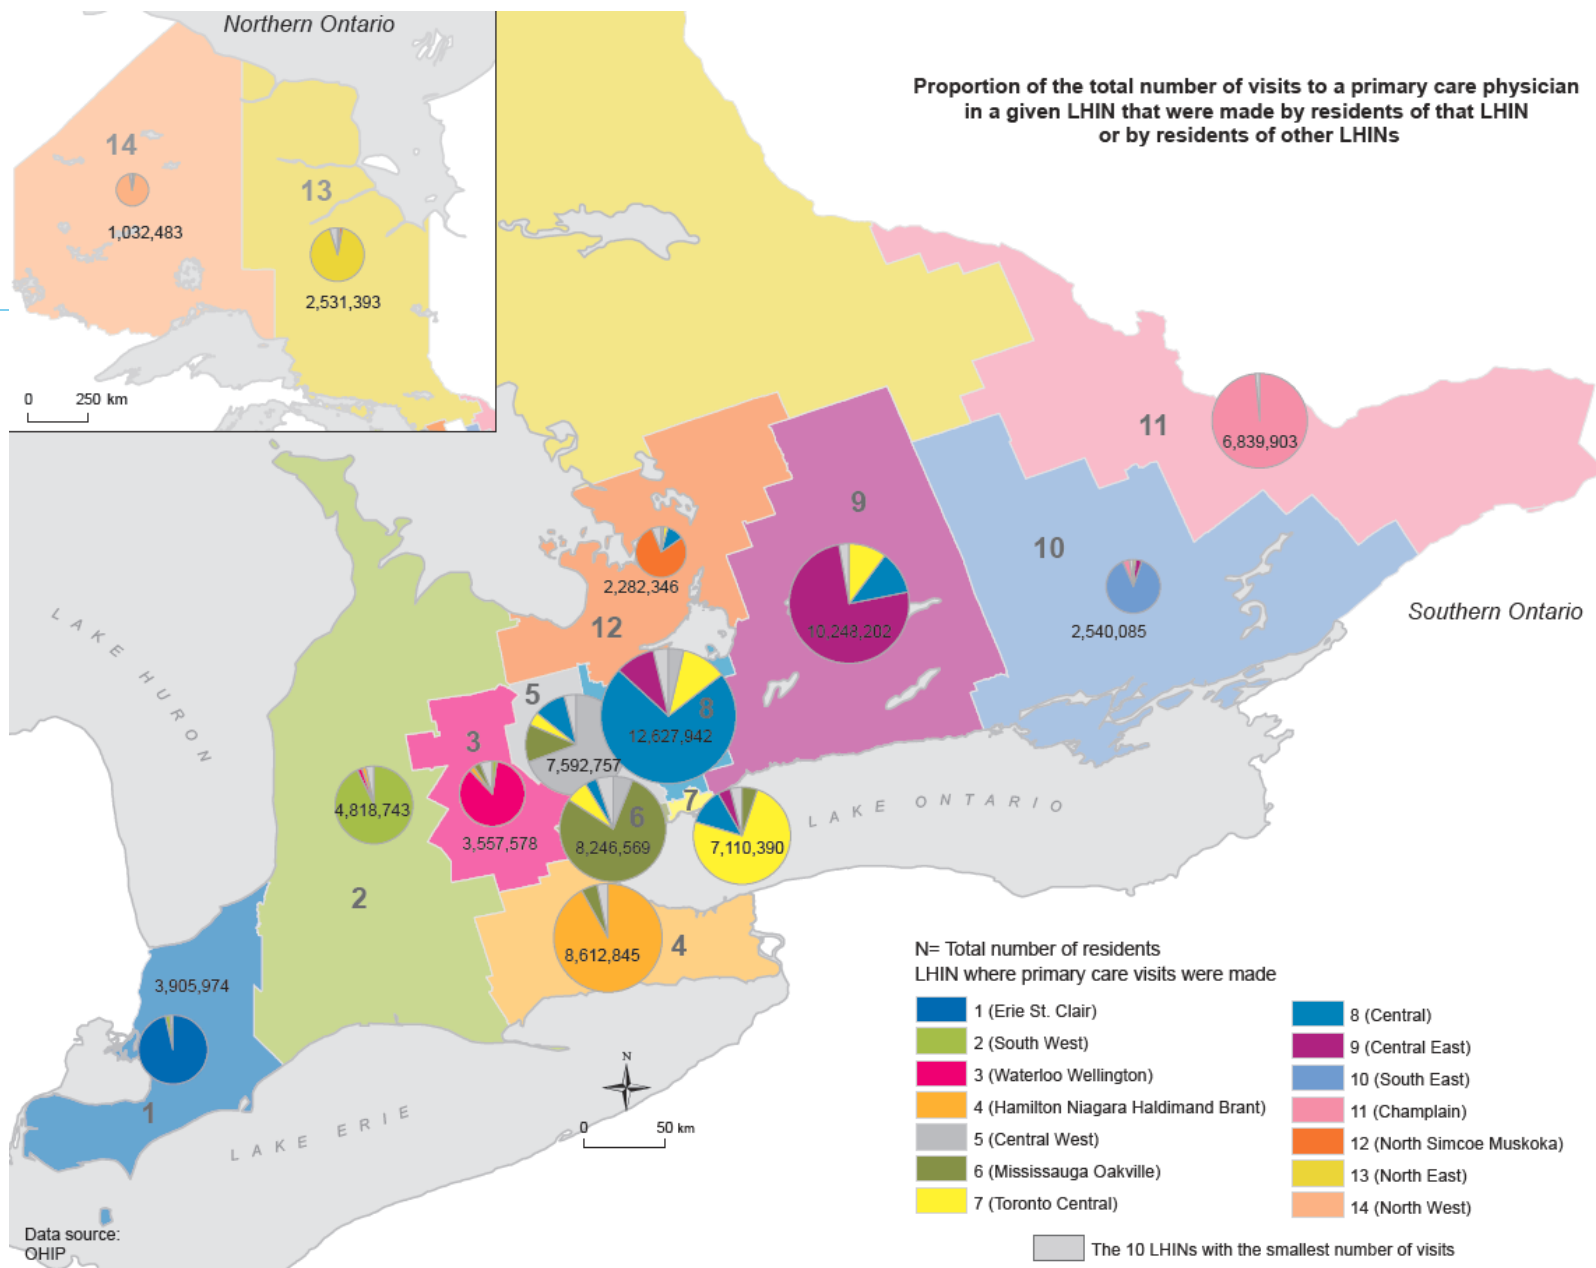 Northern Ontario
Proportion of the total number of visits to a primary care physician
in a given LHIN that were made by residents of that LHIN
or by residents of other LHINs
14
1,032,483
13
2,531,393
0 250 km
11
6,839,903
9
10,248,202
10
2,540,085
Southern Ontario
2,282,346
12
LAKE HURON
5
8
12,627,942
7,592,757
3
3,557,578
4,818,743
6
8,246,569
7
7,110,390
LAKE ONTARIO
2
4
8,612,845
3,905,974
1
LAKE ERIE
N
0 50 km
N= Total number of residents
LHIN where primary care visits were made
1 (Erie St. Clair)
2 (South West)
3 (Waterloo Wellington)
4 (Hamilton Niagara Haldimand Brant)
5 (Central West)
6 (Mississauga Oakville)
7 (Toronto Central)
8 (Central)
9 (Central East)
10 (South East)
11 (Champlain)
12 (North Simcoe Muskoka)
13 (North East)
14 (North West)
The 10 LHINs with the smallest number of visits
Data source:
OHIP